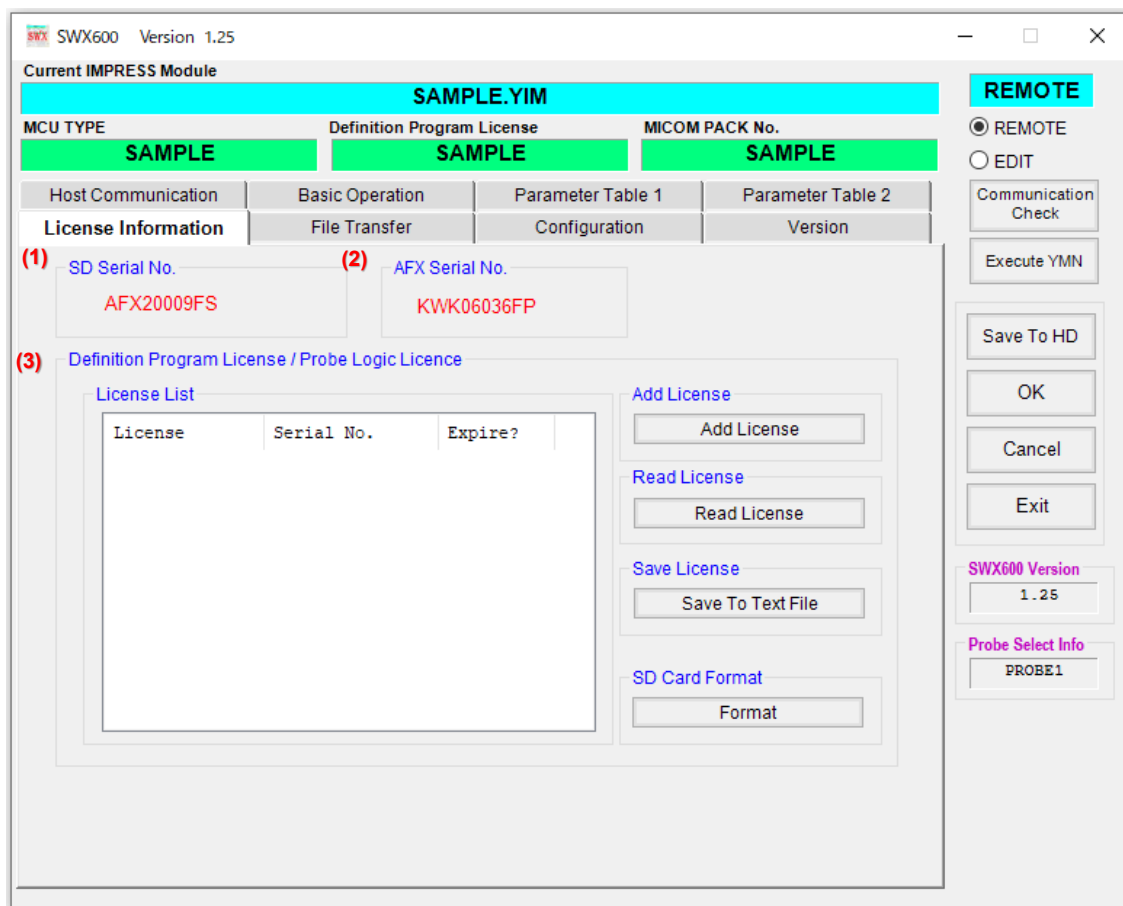 SWX SWX600 Version 1.25
Current IMPRESS Module
SAMPLE.YIM
MCU TYPE Definition Program License MICOM PACK No.
SAMPLE SAMPLE SAMPLE
Host Communication Basic Operation Parameter Table 1 Parameter Table 2
License Information File Transfer Configuration Version
(1) SD Serial No. (2) AFX Serial No.
AFX20009FS KWK06036FP
(3) Definition Program License / Probe Logic Licence
License List
License Serial No. Expire?
Add License
Add License
Read License
Read License
Save License
Save To Text File
SD Card Format
Format
REMOTE
REMOTE
EDIT
Communication
Check
Execute YMN
Save To HD
OK
Cancel
Exit
SWX600 Version
1.25
Probe Select Info
PROBE1